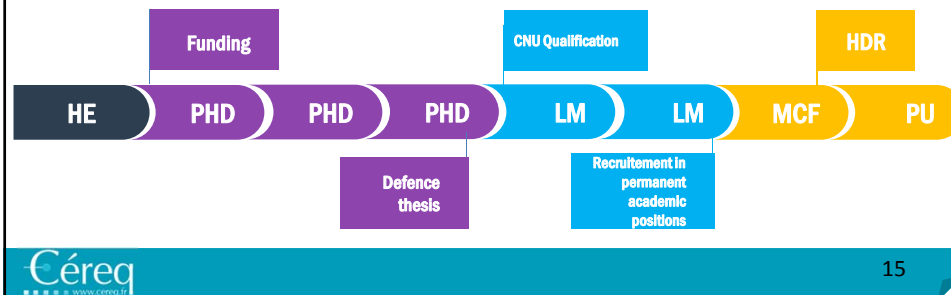 Funding
CNU Qualification
HDR
HE PHD PHD PHD LM LM MCF PU
Defence
thesis
Recruitement in
permanent
academic
positions
Céreq
www.cereq.fr
15